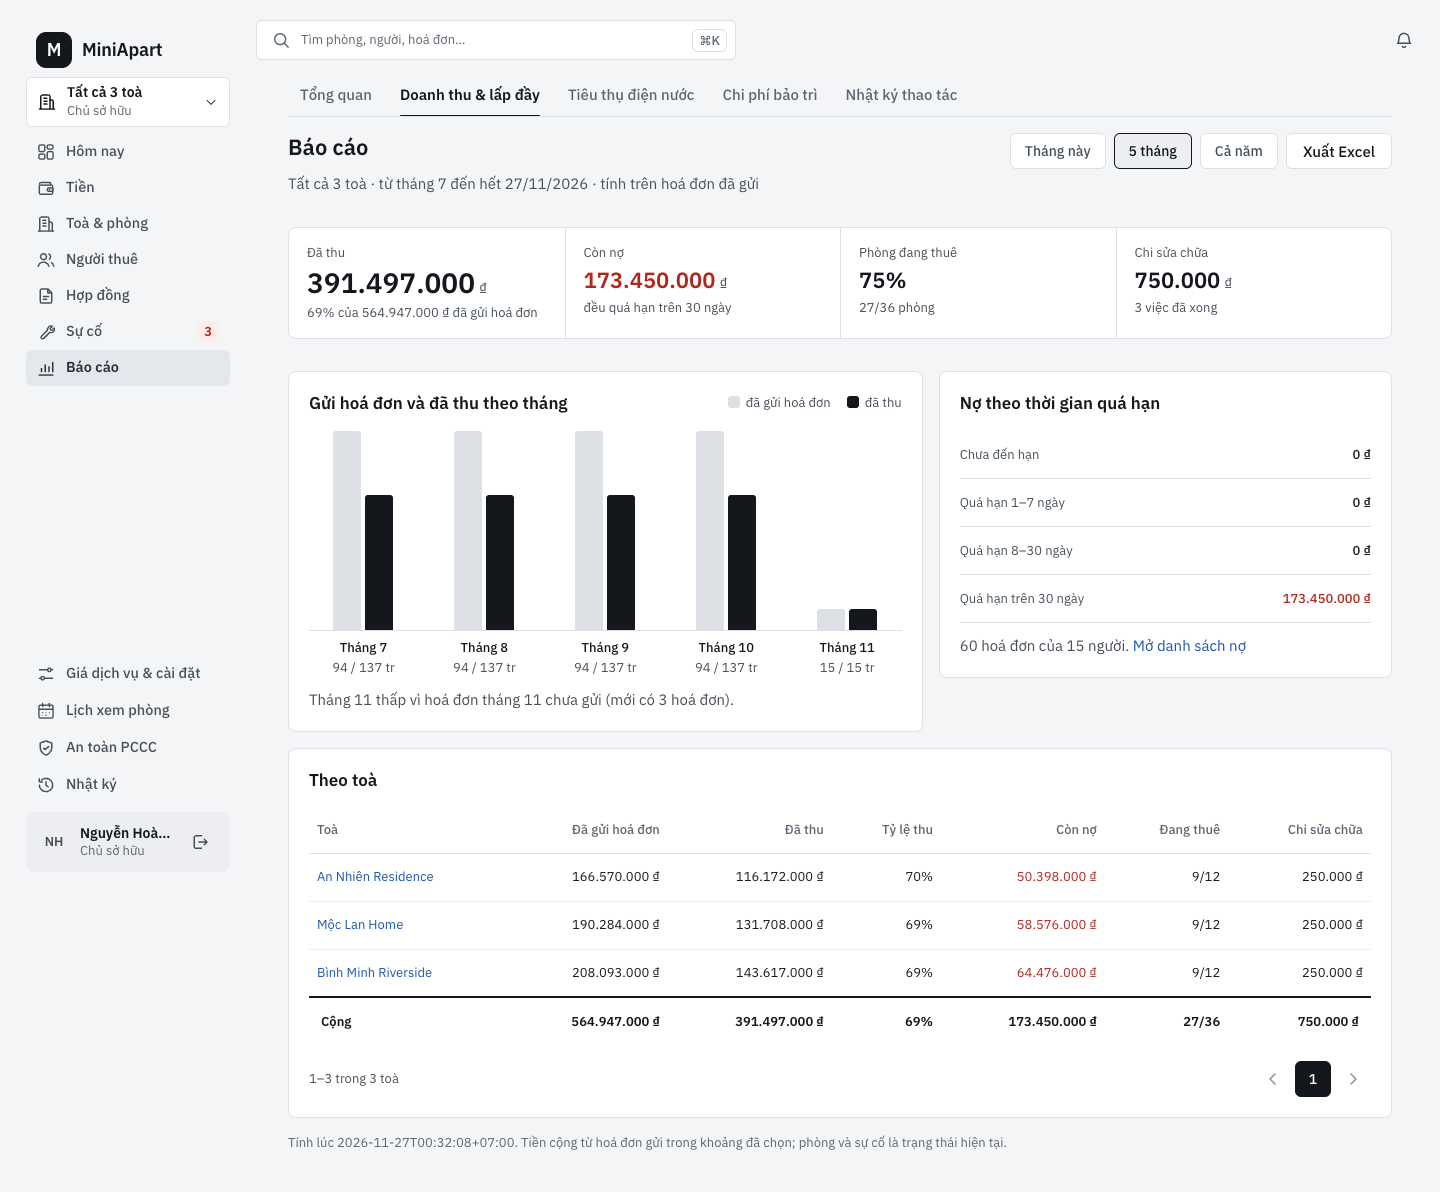 M MiniApart
Tìm phòng, người, hoá đơn... ⌘K
Tất cả 3 toà
Chủ sở hữu
Hôm nay
Tiền
Toà & phòng
Người thuê
Hợp đồng
Sự cố 3
Báo cáo
Giá dịch vụ & cài đặt
Lịch xem phòng
An toàn PCCC
Nhật ký
NH Nguyễn Hoà...
Chủ sở hữu
Tổng quan Doanh thu & lấp đầy Tiêu thụ điện nước Chi phí bảo trì Nhật ký thao tác
Báo cáo
Tháng này 5 tháng Cả năm Xuất Excel
Tất cả 3 toà · từ tháng 7 đến hết 27/11/2026 · tính trên hoá đơn đã gửi
Đã thu
391.497.000 ₫
69% của 564.947.000 ₫ đã gửi hoá đơn
Còn nợ
173.450.000 ₫
đều quá hạn trên 30 ngày
Phòng đang thuê
75%
27/36 phòng
Chi sửa chữa
750.000 ₫
3 việc đã xong
Gửi hoá đơn và đã thu theo tháng đã gửi hoá đơn đã thu
Tháng 7 Tháng 8 Tháng 9 Tháng 10 Tháng 11
94 / 137 tr 94 / 137 tr 94 / 137 tr 94 / 137 tr 15 / 15 tr
Tháng 11 thấp vì hoá đơn tháng 11 chưa gửi (mới có 3 hoá đơn).
Nợ theo thời gian quá hạn
Chưa đến hạn 0 ₫
Quá hạn 1–7 ngày 0 ₫
Quá hạn 8–30 ngày 0 ₫
Quá hạn trên 30 ngày 173.450.000 ₫
60 hoá đơn của 15 người. Mở danh sách nợ
Theo toà
Toà Đã gửi hoá đơn Đã thu Tỷ lệ thu Còn nợ Đang thuê Chi sửa chữa
An Nhiên Residence 166.570.000 ₫ 116.172.000 ₫ 70% 50.398.000 ₫ 9/12 250.000 ₫
Mộc Lan Home 190.284.000 ₫ 131.708.000 ₫ 69% 58.576.000 ₫ 9/12 250.000 ₫
Bình Minh Riverside 208.093.000 ₫ 143.617.000 ₫ 69% 64.476.000 ₫ 9/12 250.000 ₫
Cộng 564.947.000 ₫ 391.497.000 ₫ 69% 173.450.000 ₫ 27/36 750.000 ₫
1–3 trong 3 toà 1
Tính lúc 2026-11-27T00:32:08+07:00. Tiền cộng từ hoá đơn gửi trong khoảng đã chọn; phòng và sự cố là trạng thái hiện tại.